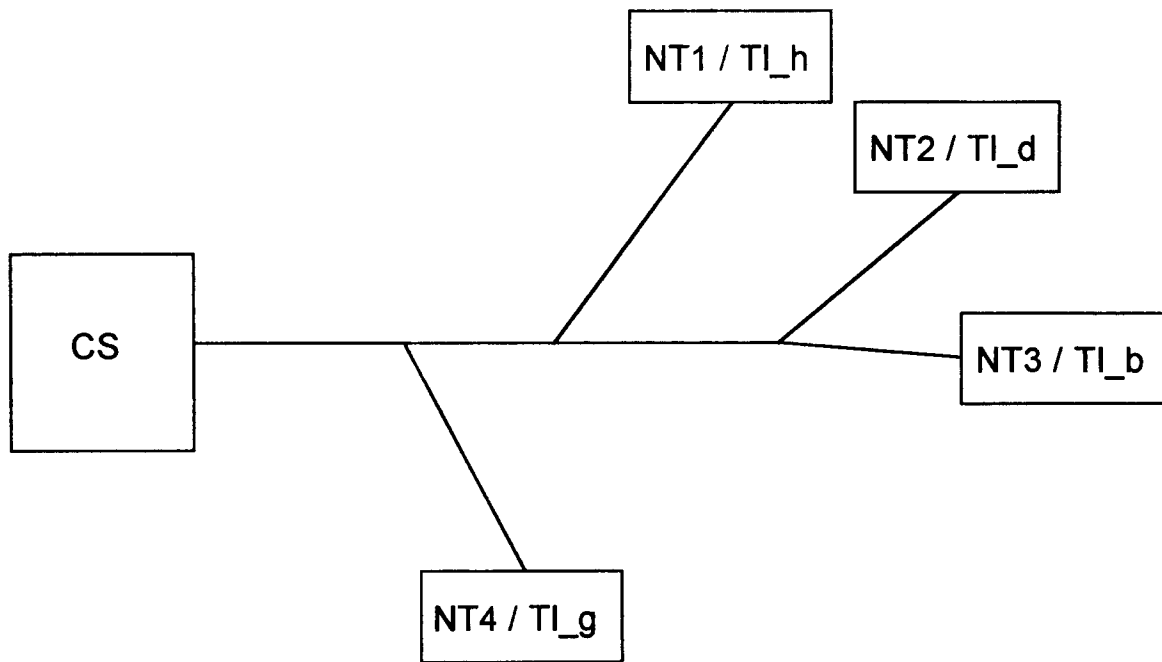 NT1 / TI_h
NT2 / TI_d
CS
NT3 / TI_b
NT4 / TI_g